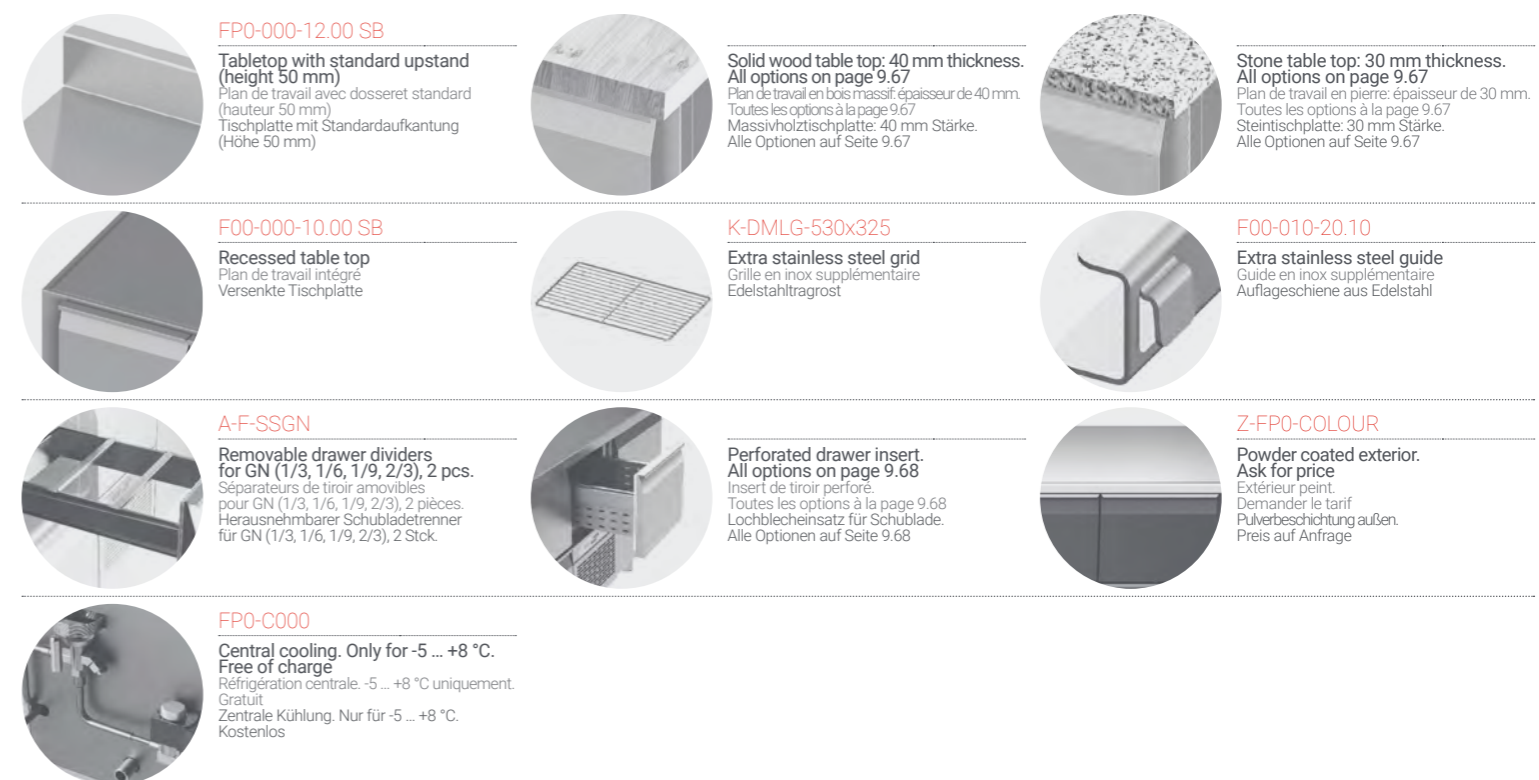 FP0-000-12.00 SB
Tabletop with standard upstand
(height 50 mm)
Plan de travail avec dosseret standard
(hauteur 50 mm)
Tischplatte mit Standardaufkantung
(Höhe 50 mm)
Solid wood table top: 40 mm thickness.
All options on page 9.67
Plan de travail en bois massif: épaisseur de 40 mm.
Toutes les options à la page 9.67
Massivholztischplatte: 40 mm Stärke.
Alle Optionen auf Seite 9.67
Stone table top: 30 mm thickness.
All options on page 9.67
Plan de travail en pierre: épaisseur de 30 mm.
Toutes les options à la page 9.67
Steintischplatte: 30 mm Stärke.
Alle Optionen auf Seite 9.67
F00-000-10.00 SB
Recessed table top
Plan de travail intégré
Versenkte Tischplatte
K-DMLG-530x325
Extra stainless steel grid
Grille en inox supplémentaire
Edelstahltragrost
F00-010-20.10
Extra stainless steel guide
Guide en inox supplémentaire
Auflageschiene aus Edelstahl
A-F-SSGN
Removable drawer dividers
for GN (1/3, 1/6, 1/9, 2/3), 2 pcs.
Séparateurs de tiroir amovibles
pour GN (1/3, 1/6, 1/9, 2/3), 2 pièces.
Herausnehmbarer Schubladetrenner
für GN (1/3, 1/6, 1/9, 2/3), 2 Stck.
Perforated drawer insert.
All options on page 9.68
Insert de tiroir perforé.
Toutes les options à la page 9.68
Lochblecheinsatz für Schublade.
Alle Optionen auf Seite 9.68
Z-FP0-COLOUR
Powder coated exterior.
Ask for price
Extérieur peint.
Demander le tarif
Pulverbeschichtung außen.
Preis auf Anfrage
FP0-C000
Central cooling. Only for -5 ... +8 °C.
Free of charge
Réfrigération centrale. -5 ... +8 °C uniquement.
Gratuit
Zentrale Kühlung. Nur für -5 ... +8 °C.
Kostenlos